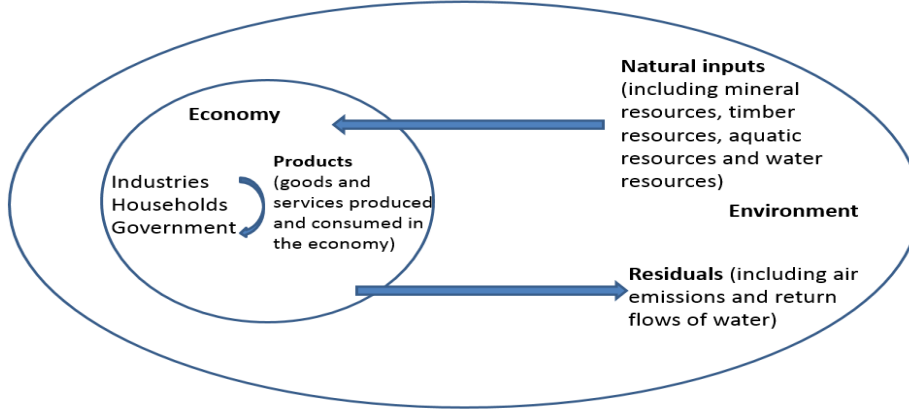 Economy
Products
(goods and
services produced
and consumed in
the economy)
Industries
Households
Government
Natural inputs
(including mineral
resources, timber
resources, aquatic
resources and water
resources)
Environment
Residuals (including air
emissions and return
flows of water)